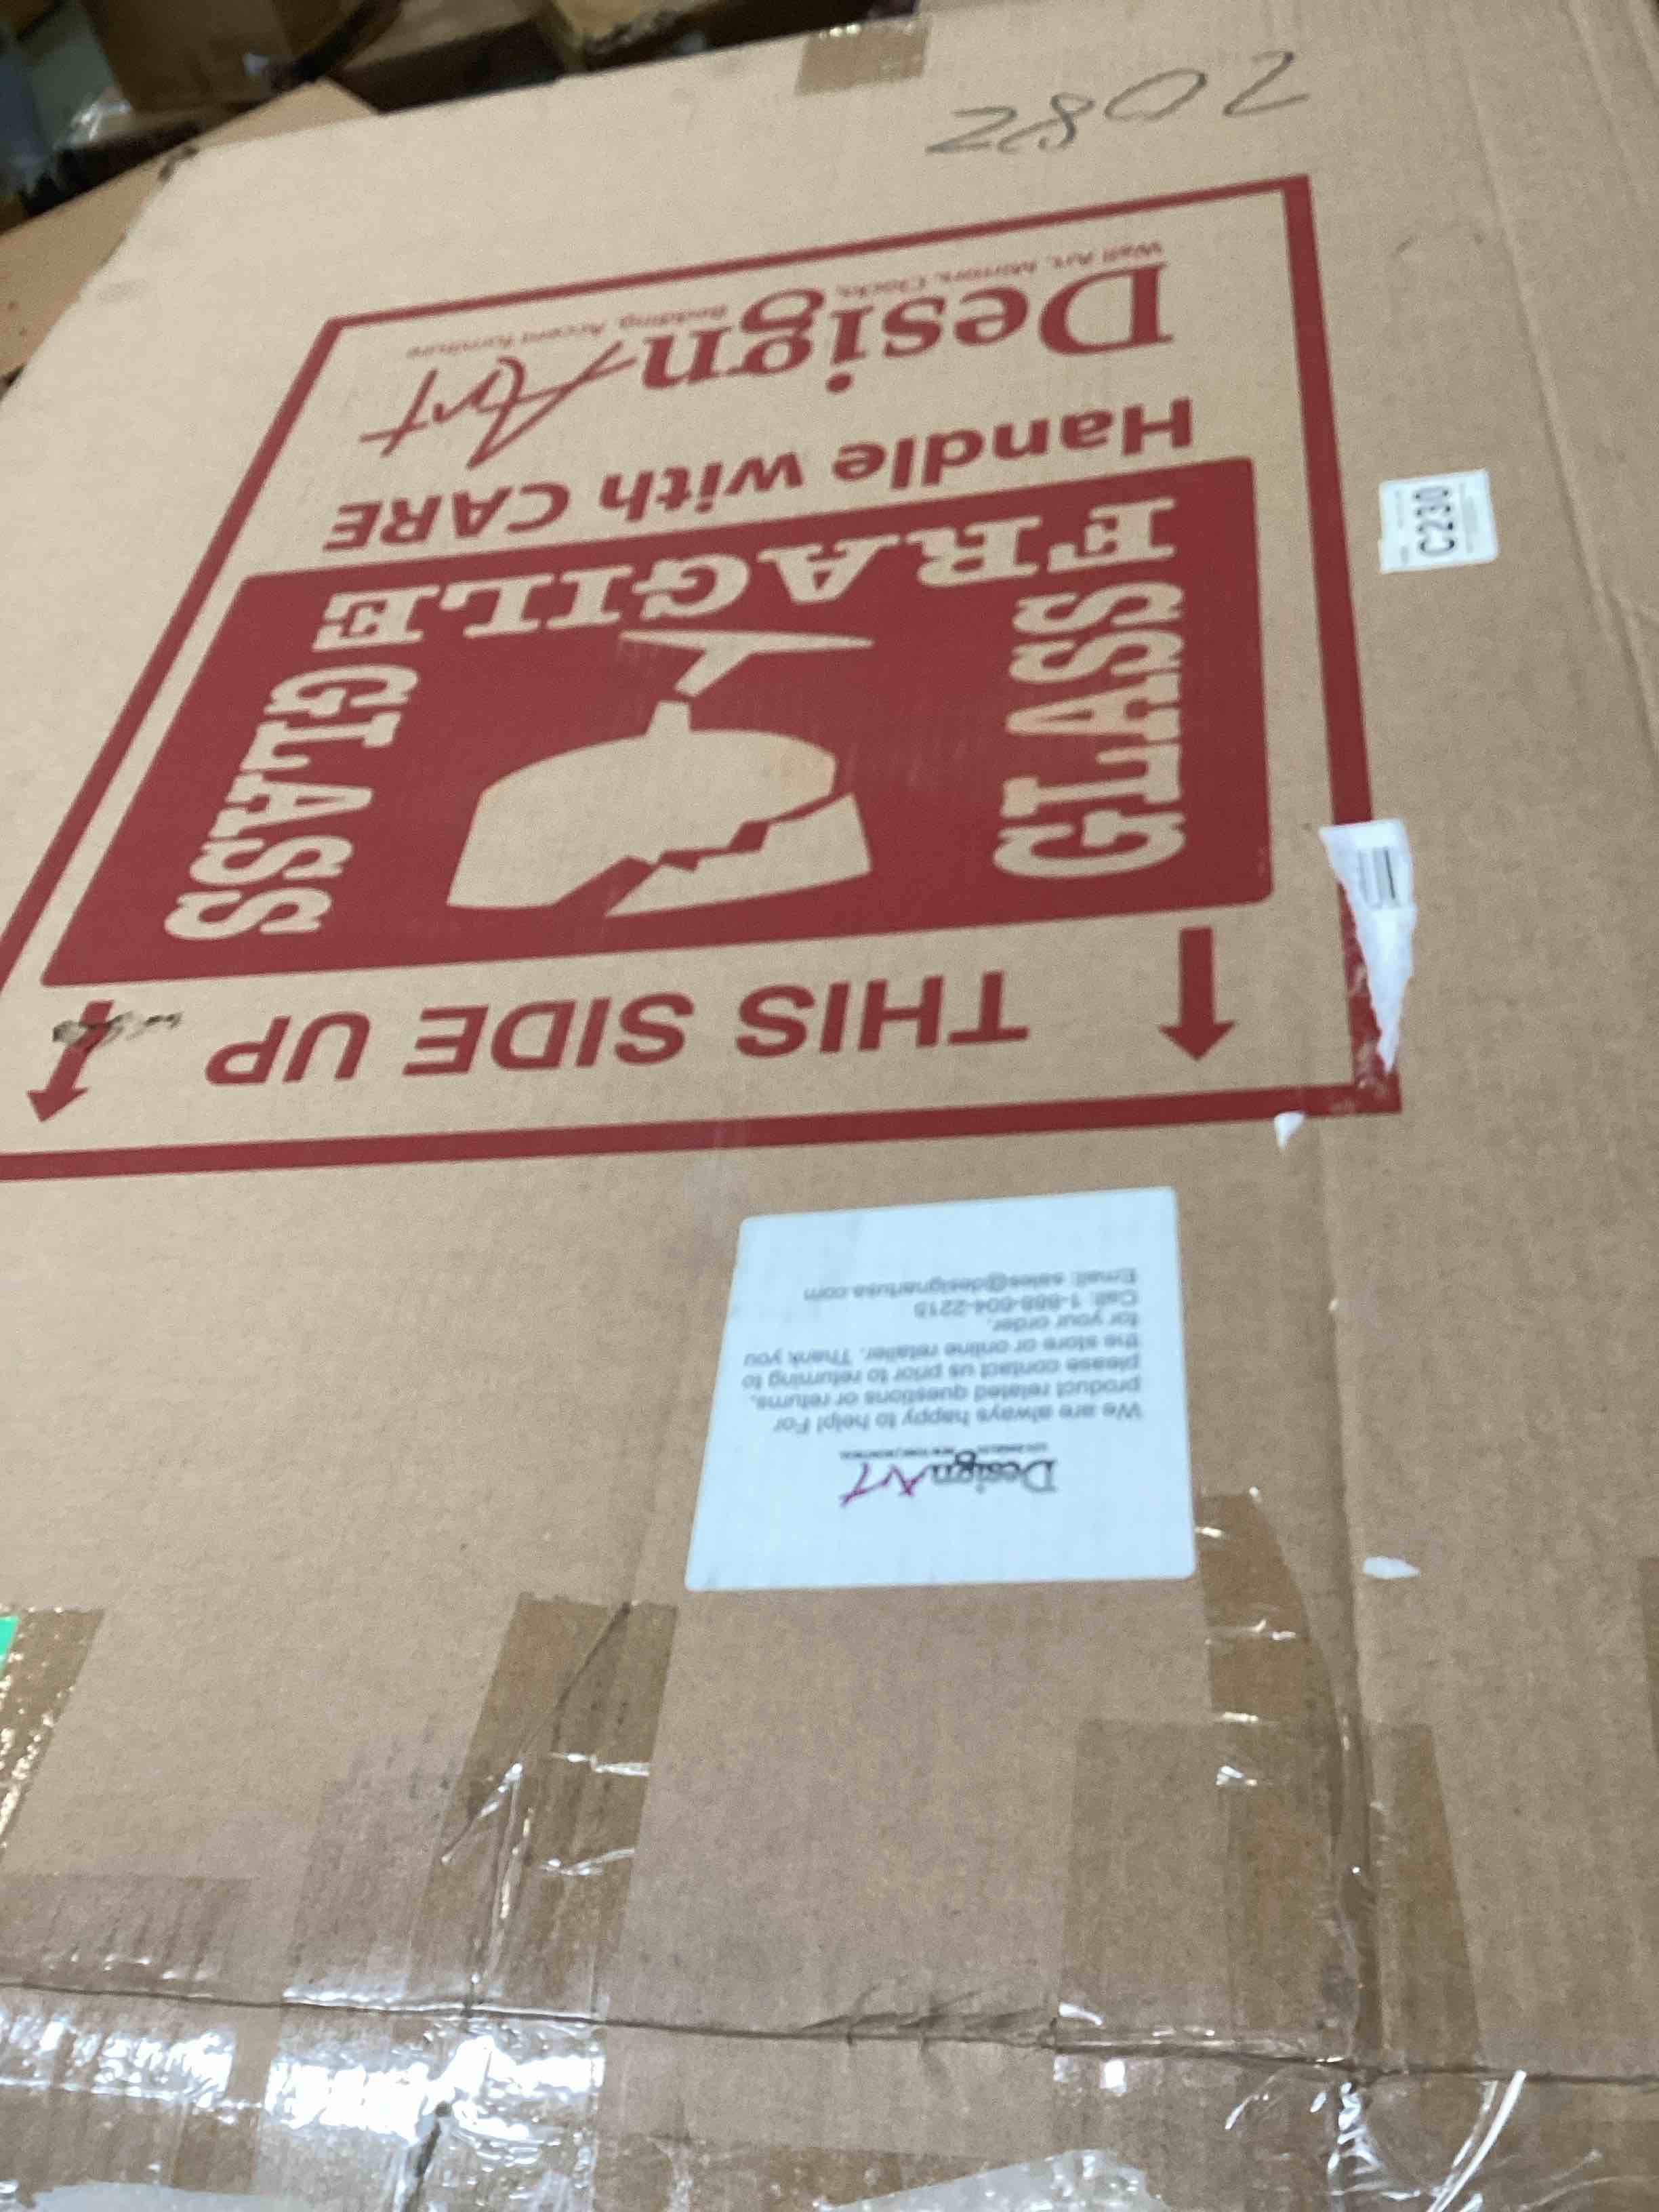 2802
THIS SIDE UP
GLASS
GLASS
FRAGILE
Handle with CARE
DesignArt
Wall Art, Mirrors, Clocks, Bedding, Accent furniture
C230
DesignArt
We are always happy to help! For
product related questions or returns,
please contact us prior to returning to
the store or online retailer. Thank you
for your order.
Call: 1-888-604-2215
Email: sales@designartusa.com